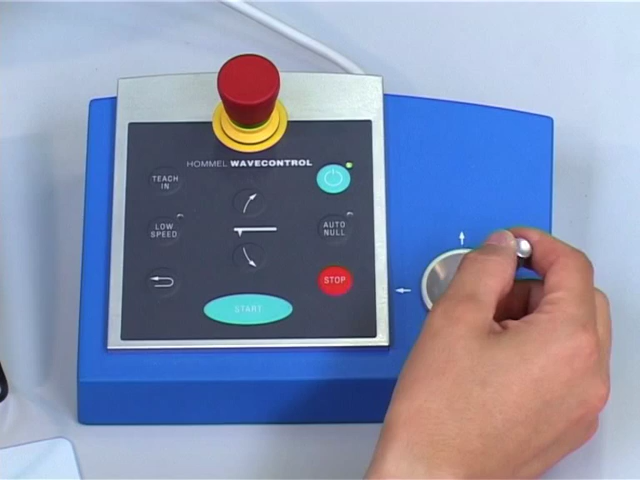 HOMMEL WAVECONTROL
TEACH
IN
LOW
SPEED
AUTO
NULL
STOP
START